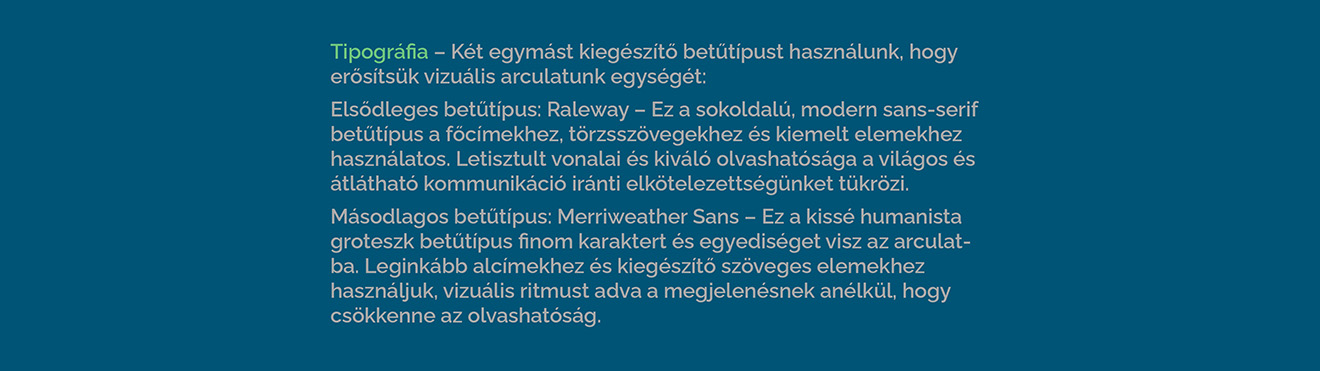 Tipográfia – Két egymást kiegészítő betűtípust használunk, hogy
erősítsük vizuális arculatunk egységét:
Elsődleges betűtípus: Raleway – Ez a sokoldalú, modern sans-serif
betűtípus a főcímekhez, törzsszövegekhez és kiemelt elemekhez
használatos. Letisztult vonalai és kiváló olvashatósága a világos és
átlátható kommunikáció iránti elkötelezettségünket tükrözi.
Másodlagos betűtípus: Merriweather Sans – Ez a kissé humanista
groteszk betűtípus finom karaktert és egyediséget visz az arculat-
ba. Leginkább alcímekhez és kiegészítő szöveges elemekhez
használjuk, vizuális ritmust adva a megjelenésnek anélkül, hogy
csökkenne az olvashatóság.